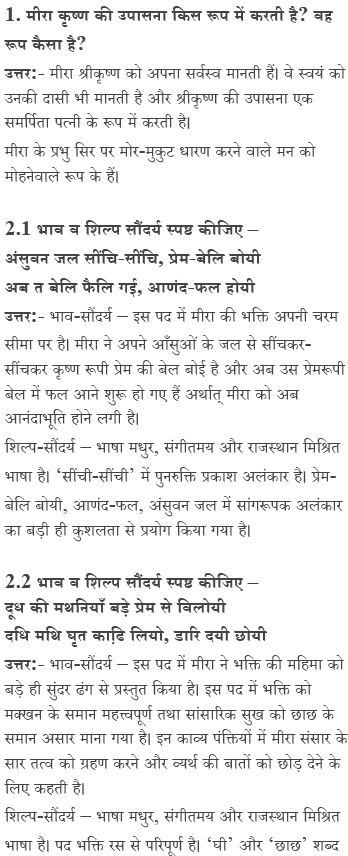 1. मीरा कृष्ण की उपासना किस रूप में करती है? वह
रूप कैसा है?
उत्तर:- मीरा श्रीकृष्ण को अपना सर्वस्व मानती हैं। वे स्वयं को
उनकी दासी भी मानती है और श्रीकृष्ण की उपासना एक
समर्पिता पत्नी के रूप में करती है।
मीरा के प्रभु सिर पर मोर-मुकुट धारण करने वाले मन को
मोहनेवाले रूप के हैं।
2.1 भाव व शिल्प सौंदर्य स्पष्ट कीजिए –
अंसुवन जल सींचि-सींचि, प्रेम-बेलि बोयी
अब त बेलि फैलि गई, आणंद-फल होयी
उत्तर:- भाव-सौंदर्य – इस पद में मीरा की भक्ति अपनी चरम
सीमा पर है। मीरा ने अपने आँसुओं के जल से सींचकर-
सींचकर कृष्ण रूपी प्रेम की बेल बोई है और अब उस प्रेमरूपी
बेल में फल आने शुरू हो गए हैं अर्थात् मीरा को अब
आनंदाभूति होने लगी है।
शिल्प-सौंदर्य – भाषा मधुर, संगीतमय और राजस्थान मिश्रित
भाषा है। ‘सींची-सींची’ में पुनरुक्ति प्रकाश अलंकार है। प्रेम-
बेलि बोयी, आणंद-फल, अंसुवन जल में सांगरूपक अलंकार
का बड़ी ही कुशलता से प्रयोग किया गया है।
2.2 भाव व शिल्प सौंदर्य स्पष्ट कीजिए –
दूध की मथनियाँ बड़े प्रेम से विलोयी
दधि मथि घृत काढ़ि लियो, डारि दयी छोयी
उत्तर:- भाव-सौंदर्य – इस पद में मीरा ने भक्ति की महिमा को
बड़े ही सुंदर ढंग से प्रस्तुत किया है। इस पद में भक्ति को
मक्खन के समान महत्त्वपूर्ण तथा सांसारिक सुख को छाछ के
समान असार माना गया है। इन काव्य पंक्तियों में मीरा संसार के
सार तत्व को ग्रहण करने और व्यर्थ की बातों को छोड़ देने के
लिए कहती है।
शिल्प-सौंदर्य – भाषा मधुर, संगीतमय और राजस्थान मिश्रित
भाषा है। पद भक्ति रस से परिपूर्ण है। ‘घी’ और ‘छाछ’ शब्द